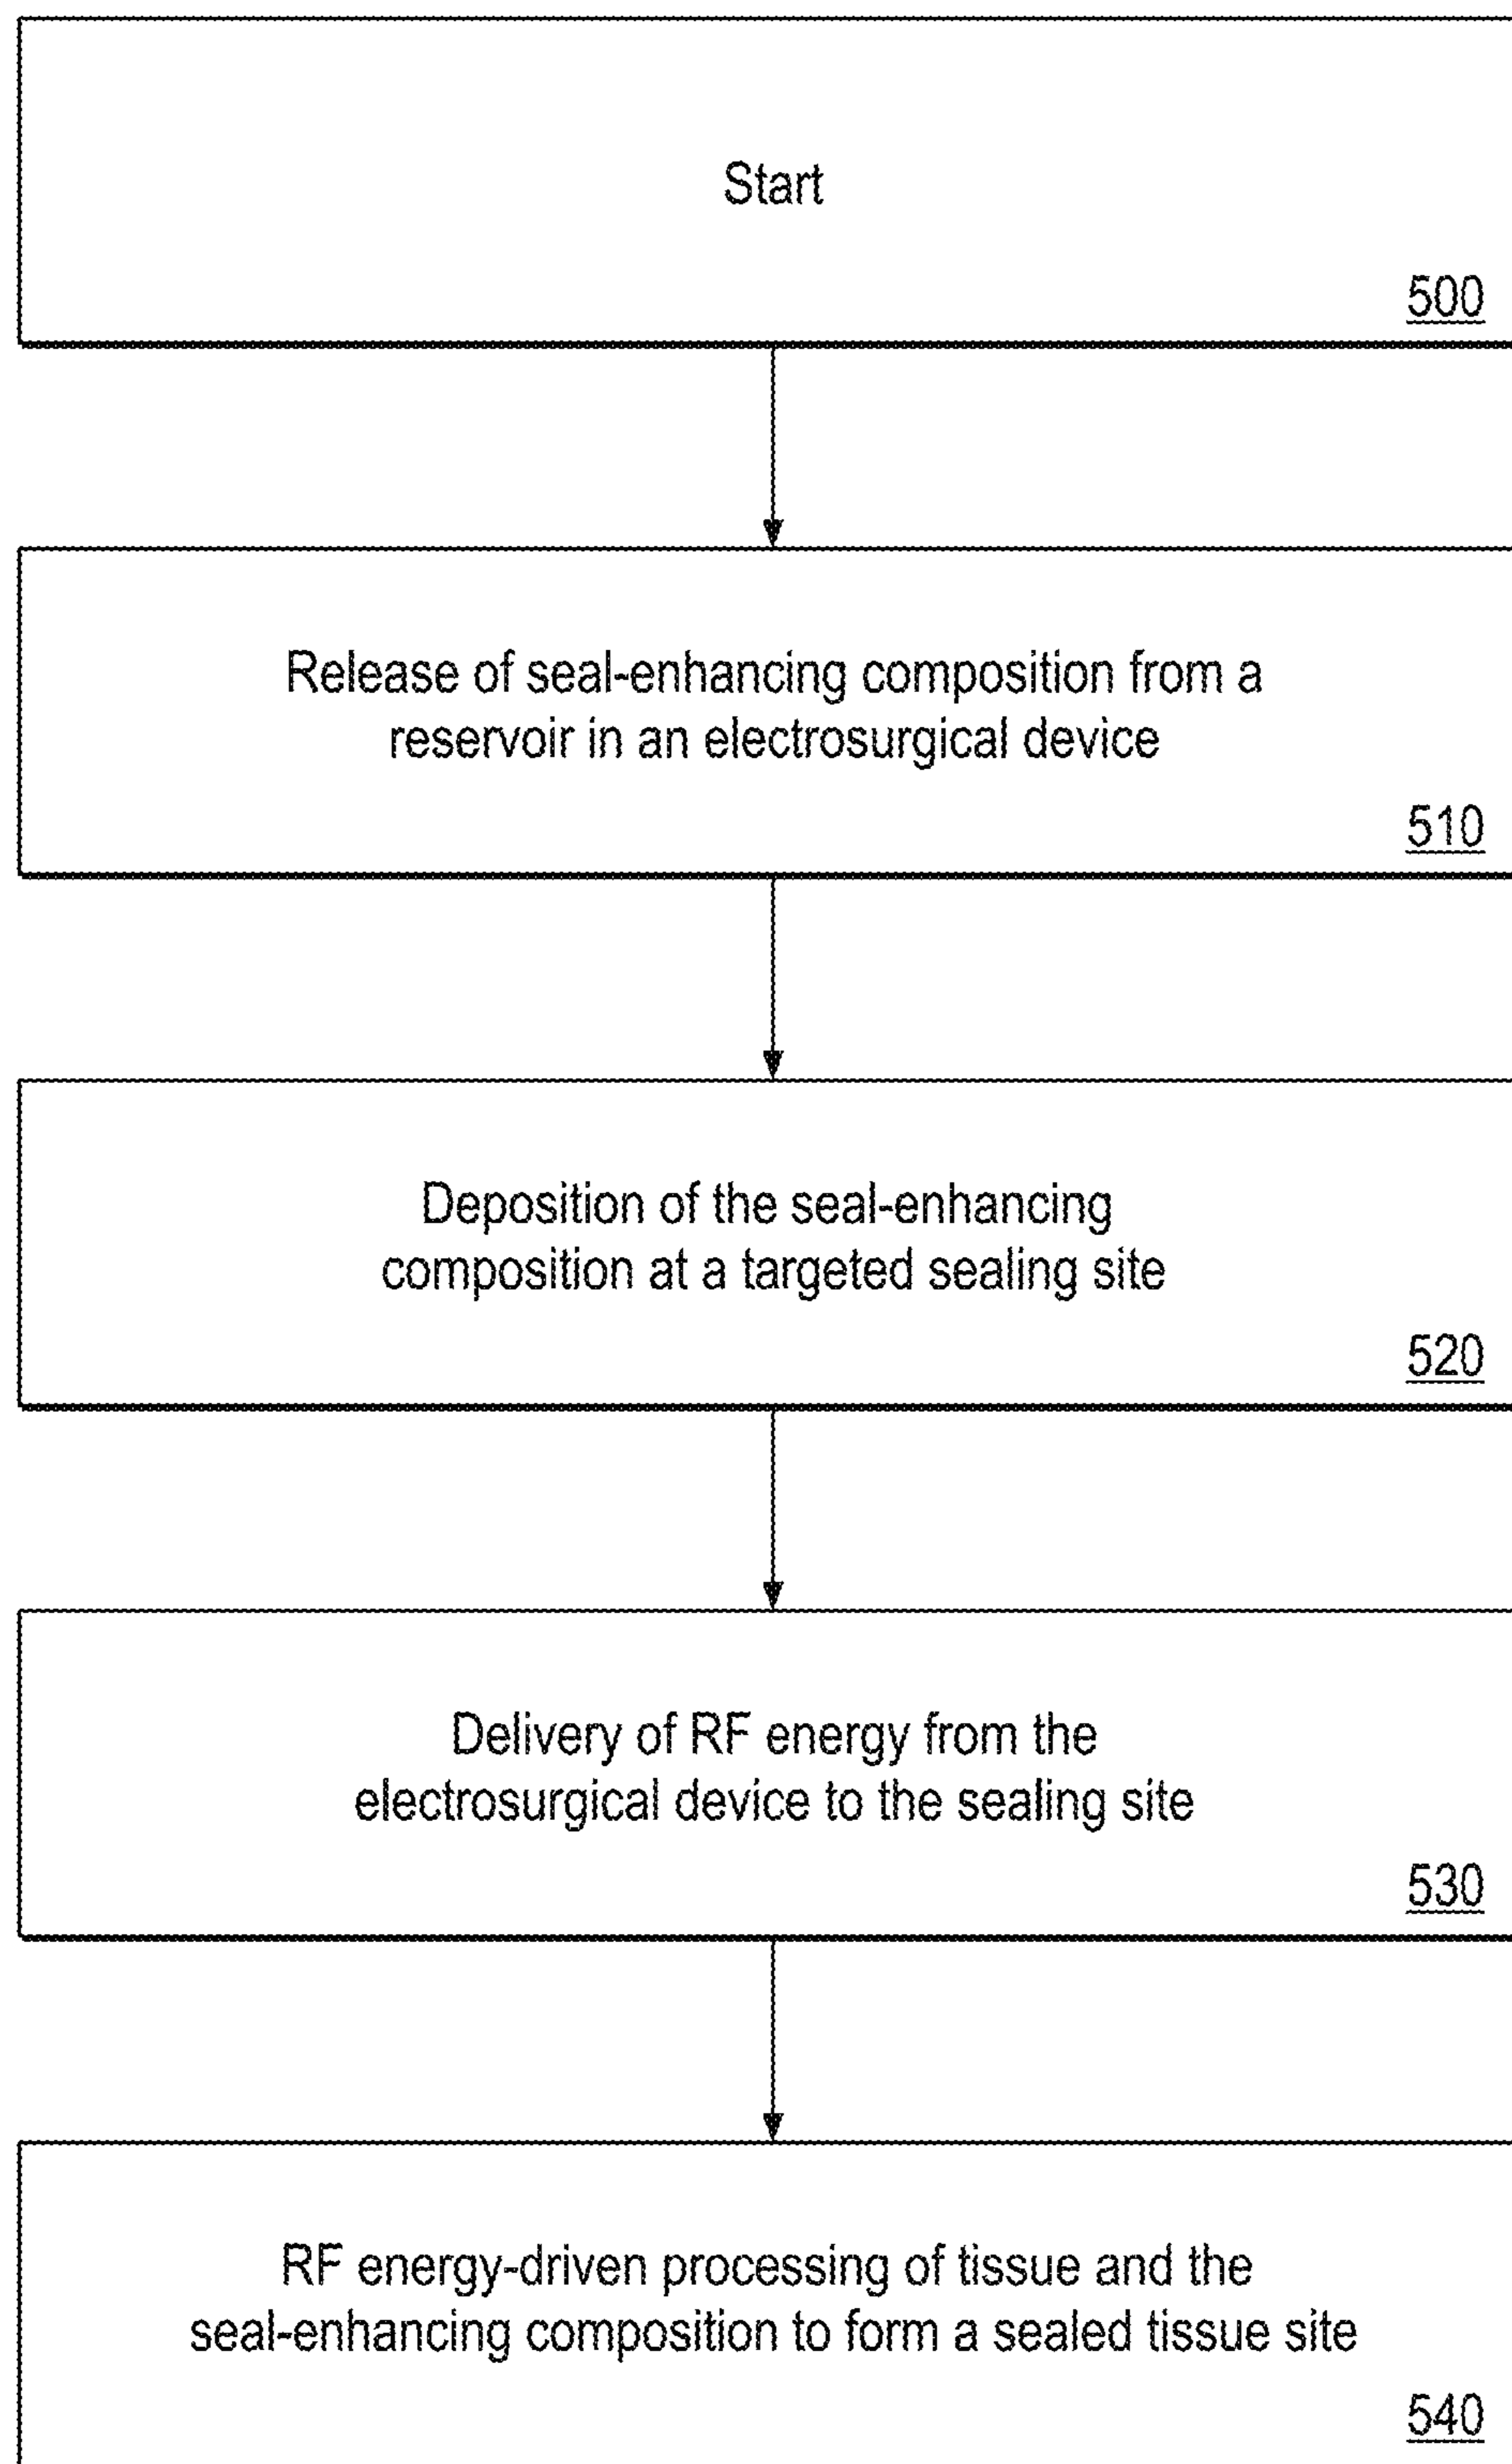 Start
500
Release of seal-enhancing composition from a
reservoir in an electrosurgical device
510
Deposition of the seal-enhancing
composition at a targeted sealing site
520
Delivery of RF energy from the
electrosurgical device to the sealing site
530
RF energy-driven processing of tissue and the
seal-enhancing composition to form a sealed tissue site
540